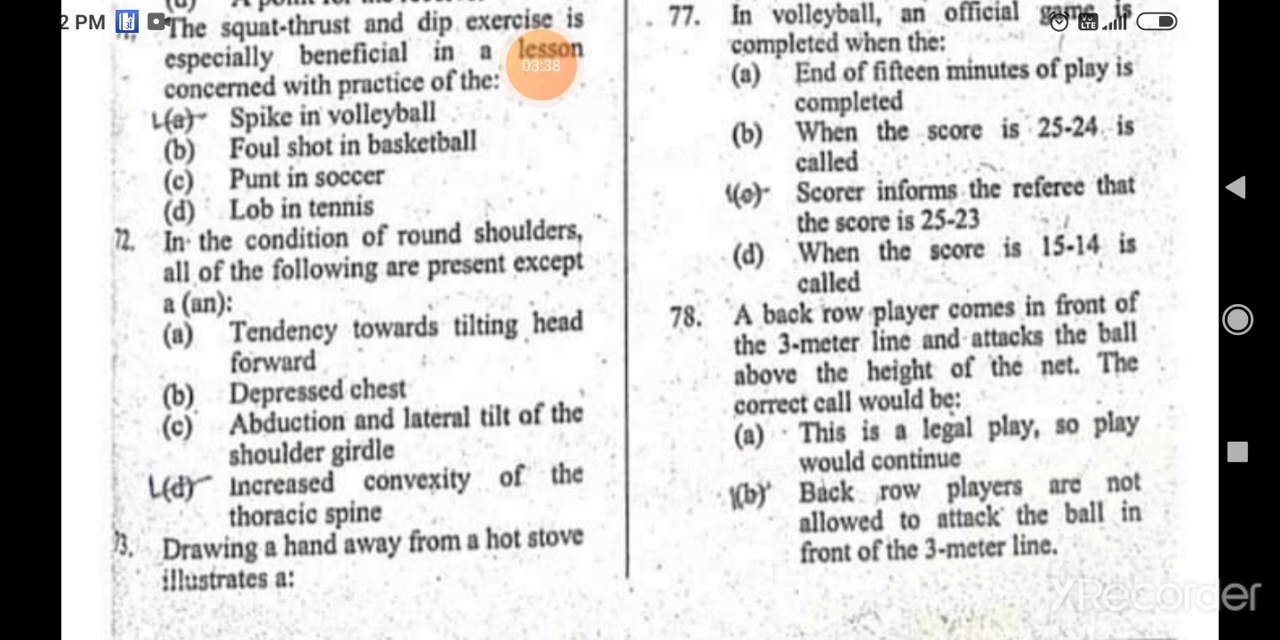 2 PM
The squat-thrust and dip exercise is
especially beneficial in a lesson
03:38
concerned with practice of the:
(a) Spike in volleyball
(b) Foul shot in basketball
(c) Punt in soccer
(d) Lob in tennis
72. In the condition of round shoulders,
all of the following are present except
a (an):
(a) Tendency towards tilting head
forward
(b) Depressed chest
(c) Abduction and lateral tilt of the
shoulder girdle
(d) Increased convexity of the
thoracic spine
73. Drawing a hand away from a hot stove
illustrates a:
77. In volleyball, an official game is
completed when the:
(a) End of fifteen minutes of play is
completed
(b) When the score is 25-24 is
called
(c) Scorer informs the referee that
the score is 25-23
(d) When the score is 15-14 is
called
78. A back row player comes in front of
the 3-meter line and attacks the ball
above the height of the net. The
correct call would be:
(a) This is a legal play, so play
would continue
(b) Back row players are not
allowed to attack the ball in
front of the 3-meter line.
XRecorder